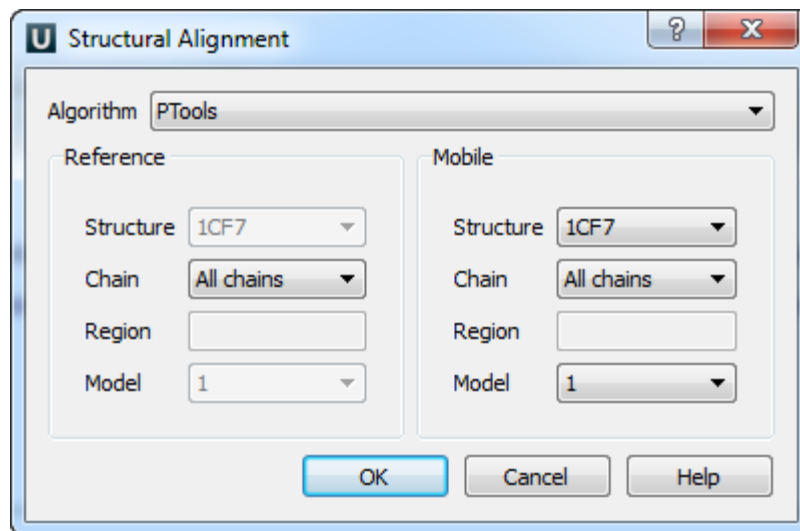 U Structural Alignment ?
Algorithm PTools
Reference
Structure 1CF7
Chain All chains
Region
Model 1
Mobile
Structure 1CF7
Chain All chains
Region
Model 1
OK Cancel Help